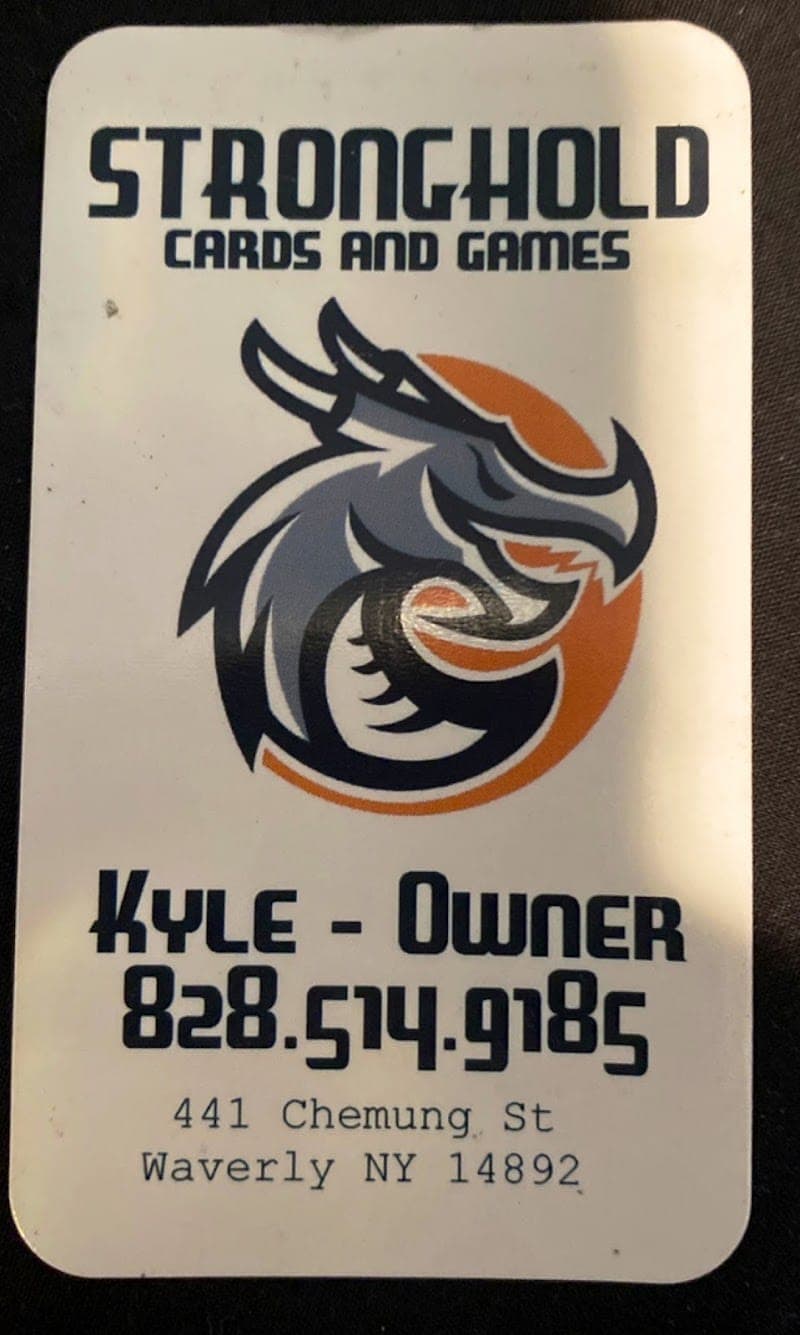 STRONGHOLD
CARDS AND GAMES
KYLE - OWNER
828.514.9185
441 Chemung St
Waverly NY 14892